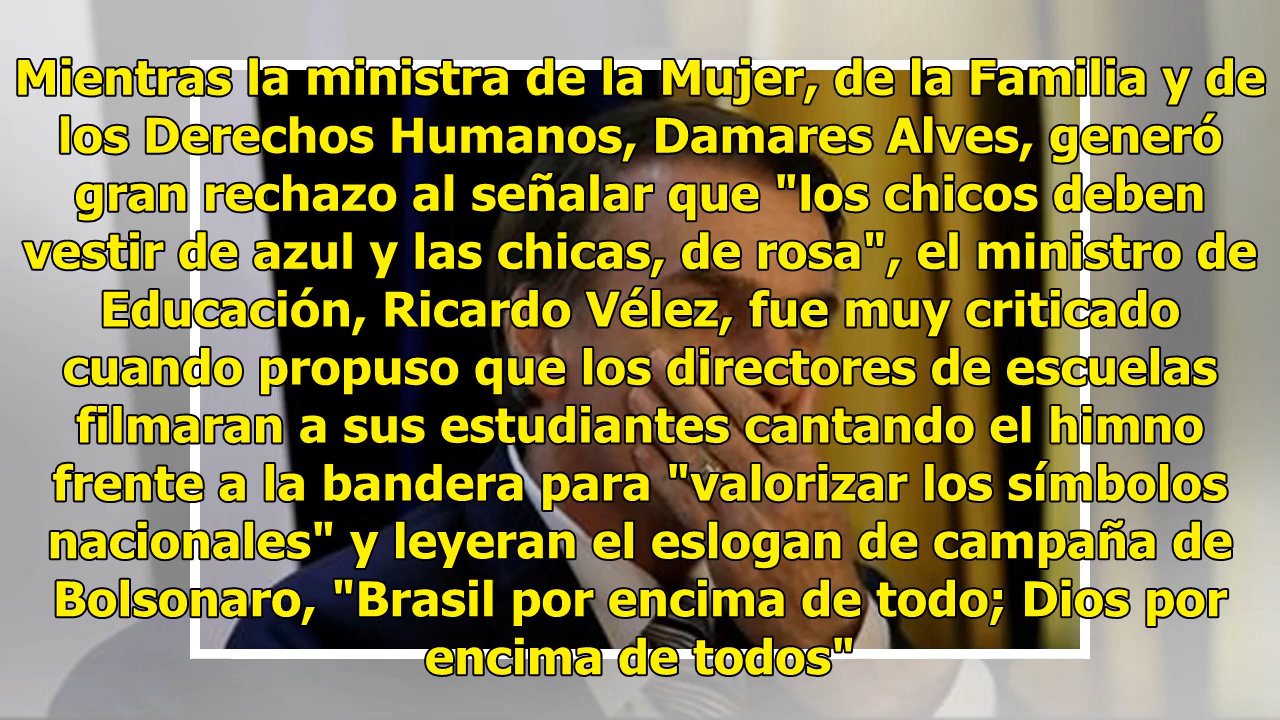 Mientras la ministra de la Mujer, de la Familia y de
los Derechos Humanos, Damares Alves, generó
gran rechazo al señalar que "los chicos deben
vestir de azul y las chicas, de rosa", el ministro de
Educación, Ricardo Vélez, fue muy criticado
cuando propuso que los directores de escuelas
filmaran a sus estudiantes cantando el himno
frente a la bandera para "valorizar los símbolos
nacionales" y leyeran el eslogan de campaña de
Bolsonaro, "Brasil por encima de todo; Dios por
encima de todos"